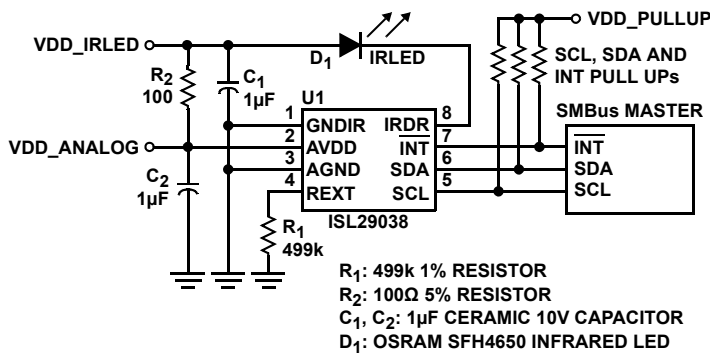 VDD_PULLUP
VDD_IRLED
D1 IRLED
SCL, SDA AND
INT PULL UPs
R2
100
C1
1µF
U1
SMBus MASTER
1 GNDIR IRDR 8
VDD_ANALOG
2 AVDD INT 7
INT
3 AGND SDA 6
SDA
4 REXT SCL 5
SCL
C2
1µF
ISL29038
R1
499k
R1: 499k 1% RESISTOR
R2: 100Ω 5% RESISTOR
C1, C2: 1µF CERAMIC 10V CAPACITOR
D1: OSRAM SFH4650 INFRARED LED